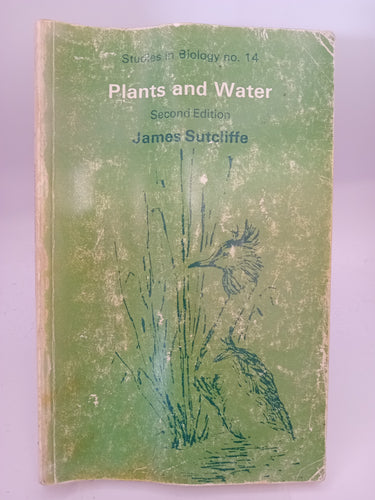 Studies in Biology no. 14
Plants and Water
Second Edition
James Sutcliffe